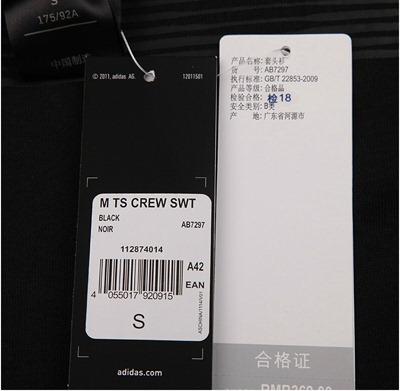 S
175/92A
中国制造
© 2011, adidas AG.
12011501
M TS CREW SWT
BLACK
NOIR
AB7297
112874014
A42
EAN
4 055017 920915
ASCHINA/1114/V01
S
adidas.com
产品名称: 套头衫
货 号: AB7297
执行标准: GB/T 22853-2009
产品等级: 合格品
检验合格: 检18
安全类别: B类
产 地: 广东省河源市
合格证